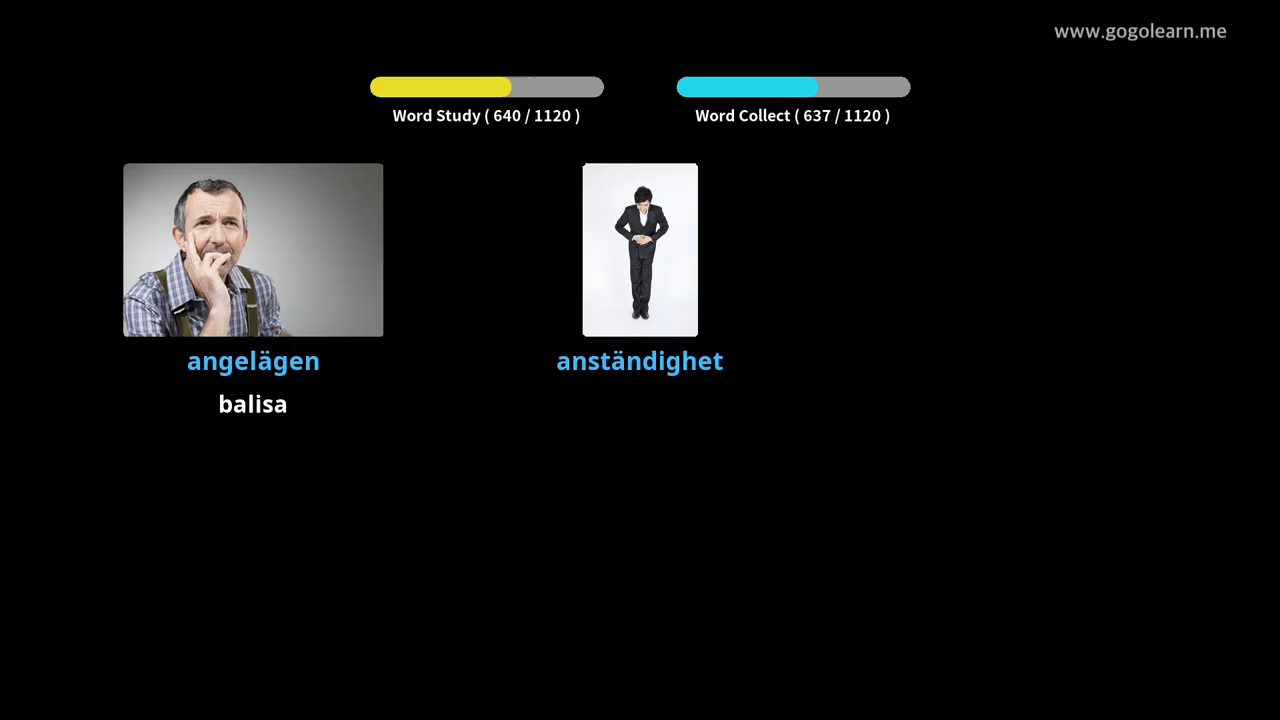 www.gogolearn.me
Word Study ( 640 / 1120 )
Word Collect ( 637 / 1120 )
angelägen
anständighet
balisa